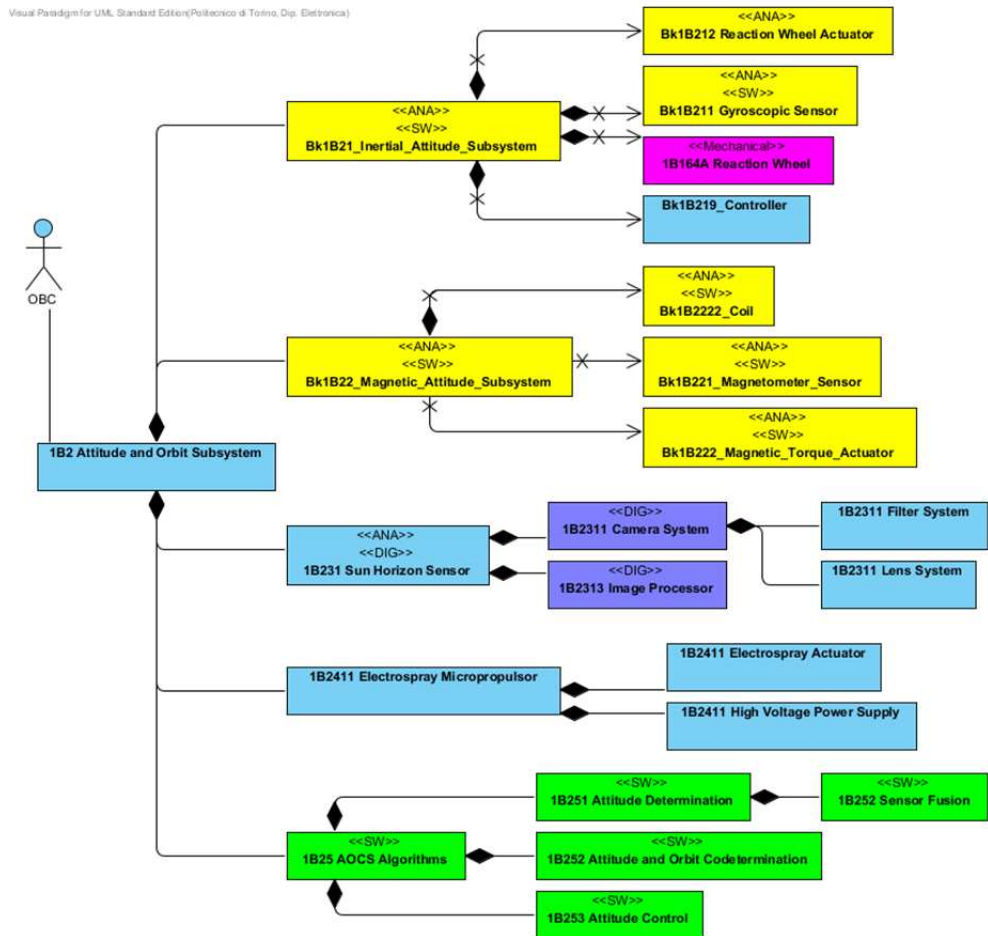 Visual Paradigm for UML Standard Edition(Politecnico di Torino, Dip. Elettronica)
<<ANA>>
Bk1B212 Reaction Wheel Actuator
<<ANA>>
<<SW>>
Bk1B211 Gyroscopic Sensor
<<ANA>>
<<SW>>
Bk1B21_Inertial_Attitude_Subsystem
<<Mechanical>>
1B164A Reaction Wheel
Bk1B219_Controller
OBC
<<ANA>>
<<SW>>
Bk1B2222_Coil
<<ANA>>
<<SW>>
Bk1B22_Magnetic_Attitude_Subsystem
<<ANA>>
<<SW>>
Bk1B221_Magnetometer_Sensor
<<ANA>>
<<SW>>
Bk1B222_Magnetic_Torque_Actuator
1B2 Attitude and Orbit Subsystem
<<ANA>>
<<DIG>>
1B231 Sun Horizon Sensor
<<DIG>>
1B2311 Camera System
1B2311 Filter System
1B2311 Lens System
<<DIG>>
1B2313 Image Processor
1B2411 Electrospray Micropropulsor
1B2411 Electrospray Actuator
1B2411 High Voltage Power Supply
<<SW>>
1B251 Attitude Determination
<<SW>>
1B252 Sensor Fusion
<<SW>>
1B25 AOCS Algorithms
<<SW>>
1B252 Attitude and Orbit Codetermination
<<SW>>
1B253 Attitude Control